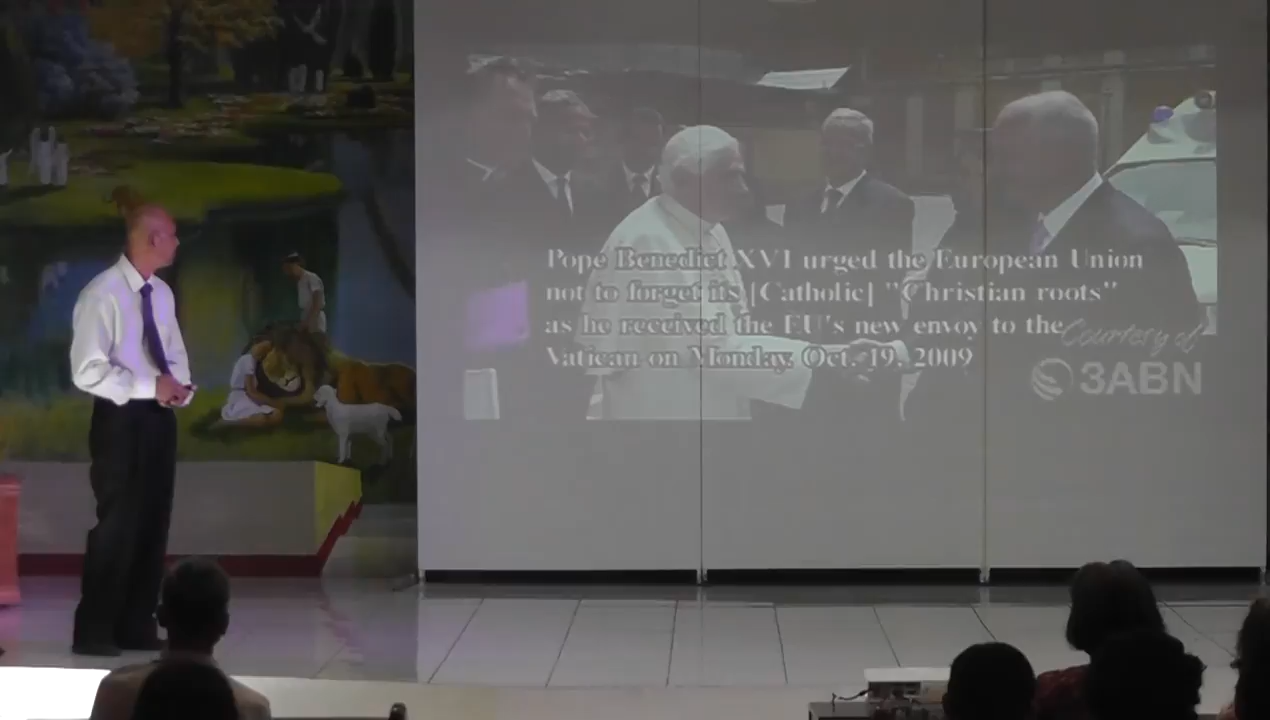 Pope Benedict XVI urged the European Union
not to forget its [Catholic] "Christian roots"
as he received the EU's new envoy to the
Vatican on Monday, Oct. 19, 2009
Courtesy of
3ABN